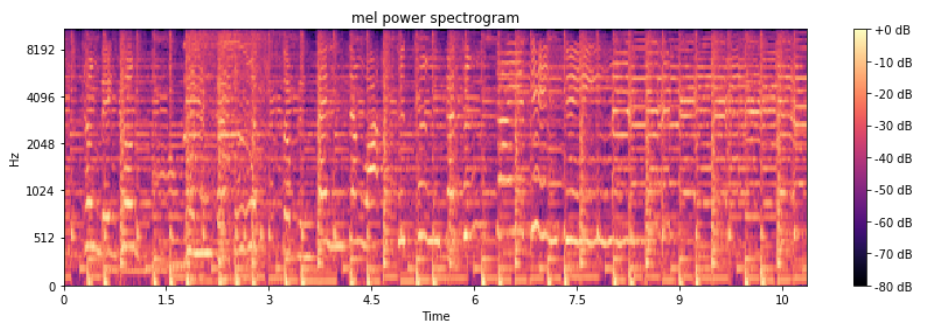 mel power spectrogram
8192
4096
2048
1024
512
0
Hz
0 1.5 3 4.5 6 7.5 9 10
Time
+0 dB
-10 dB
-20 dB
-30 dB
-40 dB
-50 dB
-60 dB
-70 dB
-80 dB